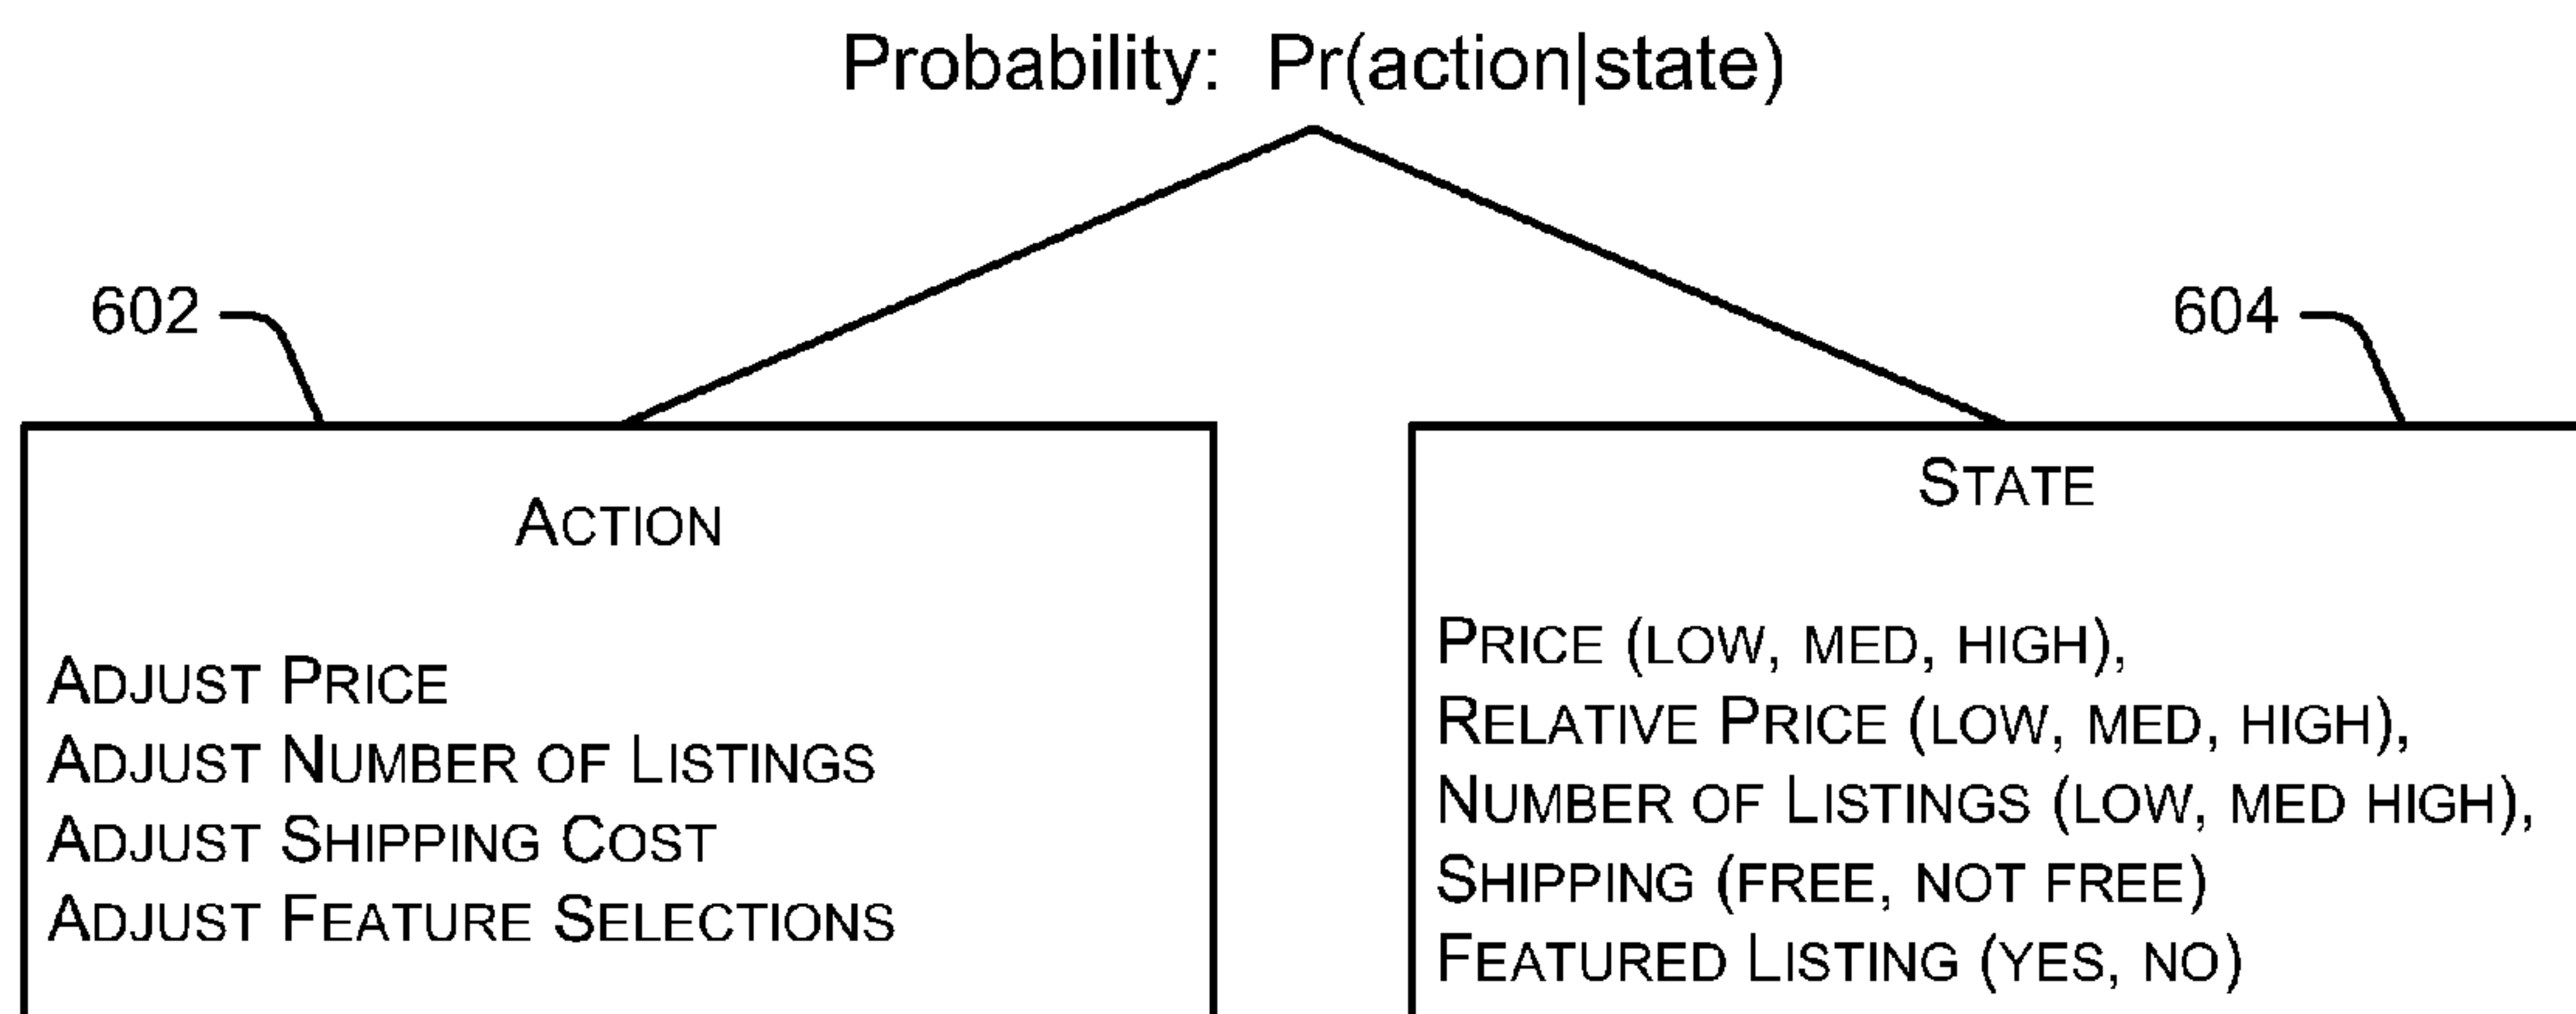 Probability: Pr(action|state)
602
604
ACTION
ADJUST PRICE
ADJUST NUMBER OF LISTINGS
ADJUST SHIPPING COST
ADJUST FEATURE SELECTIONS
STATE
PRICE (LOW, MED, HIGH),
RELATIVE PRICE (LOW, MED, HIGH),
NUMBER OF LISTINGS (LOW, MED HIGH),
SHIPPING (FREE, NOT FREE)
FEATURED LISTING (YES, NO)